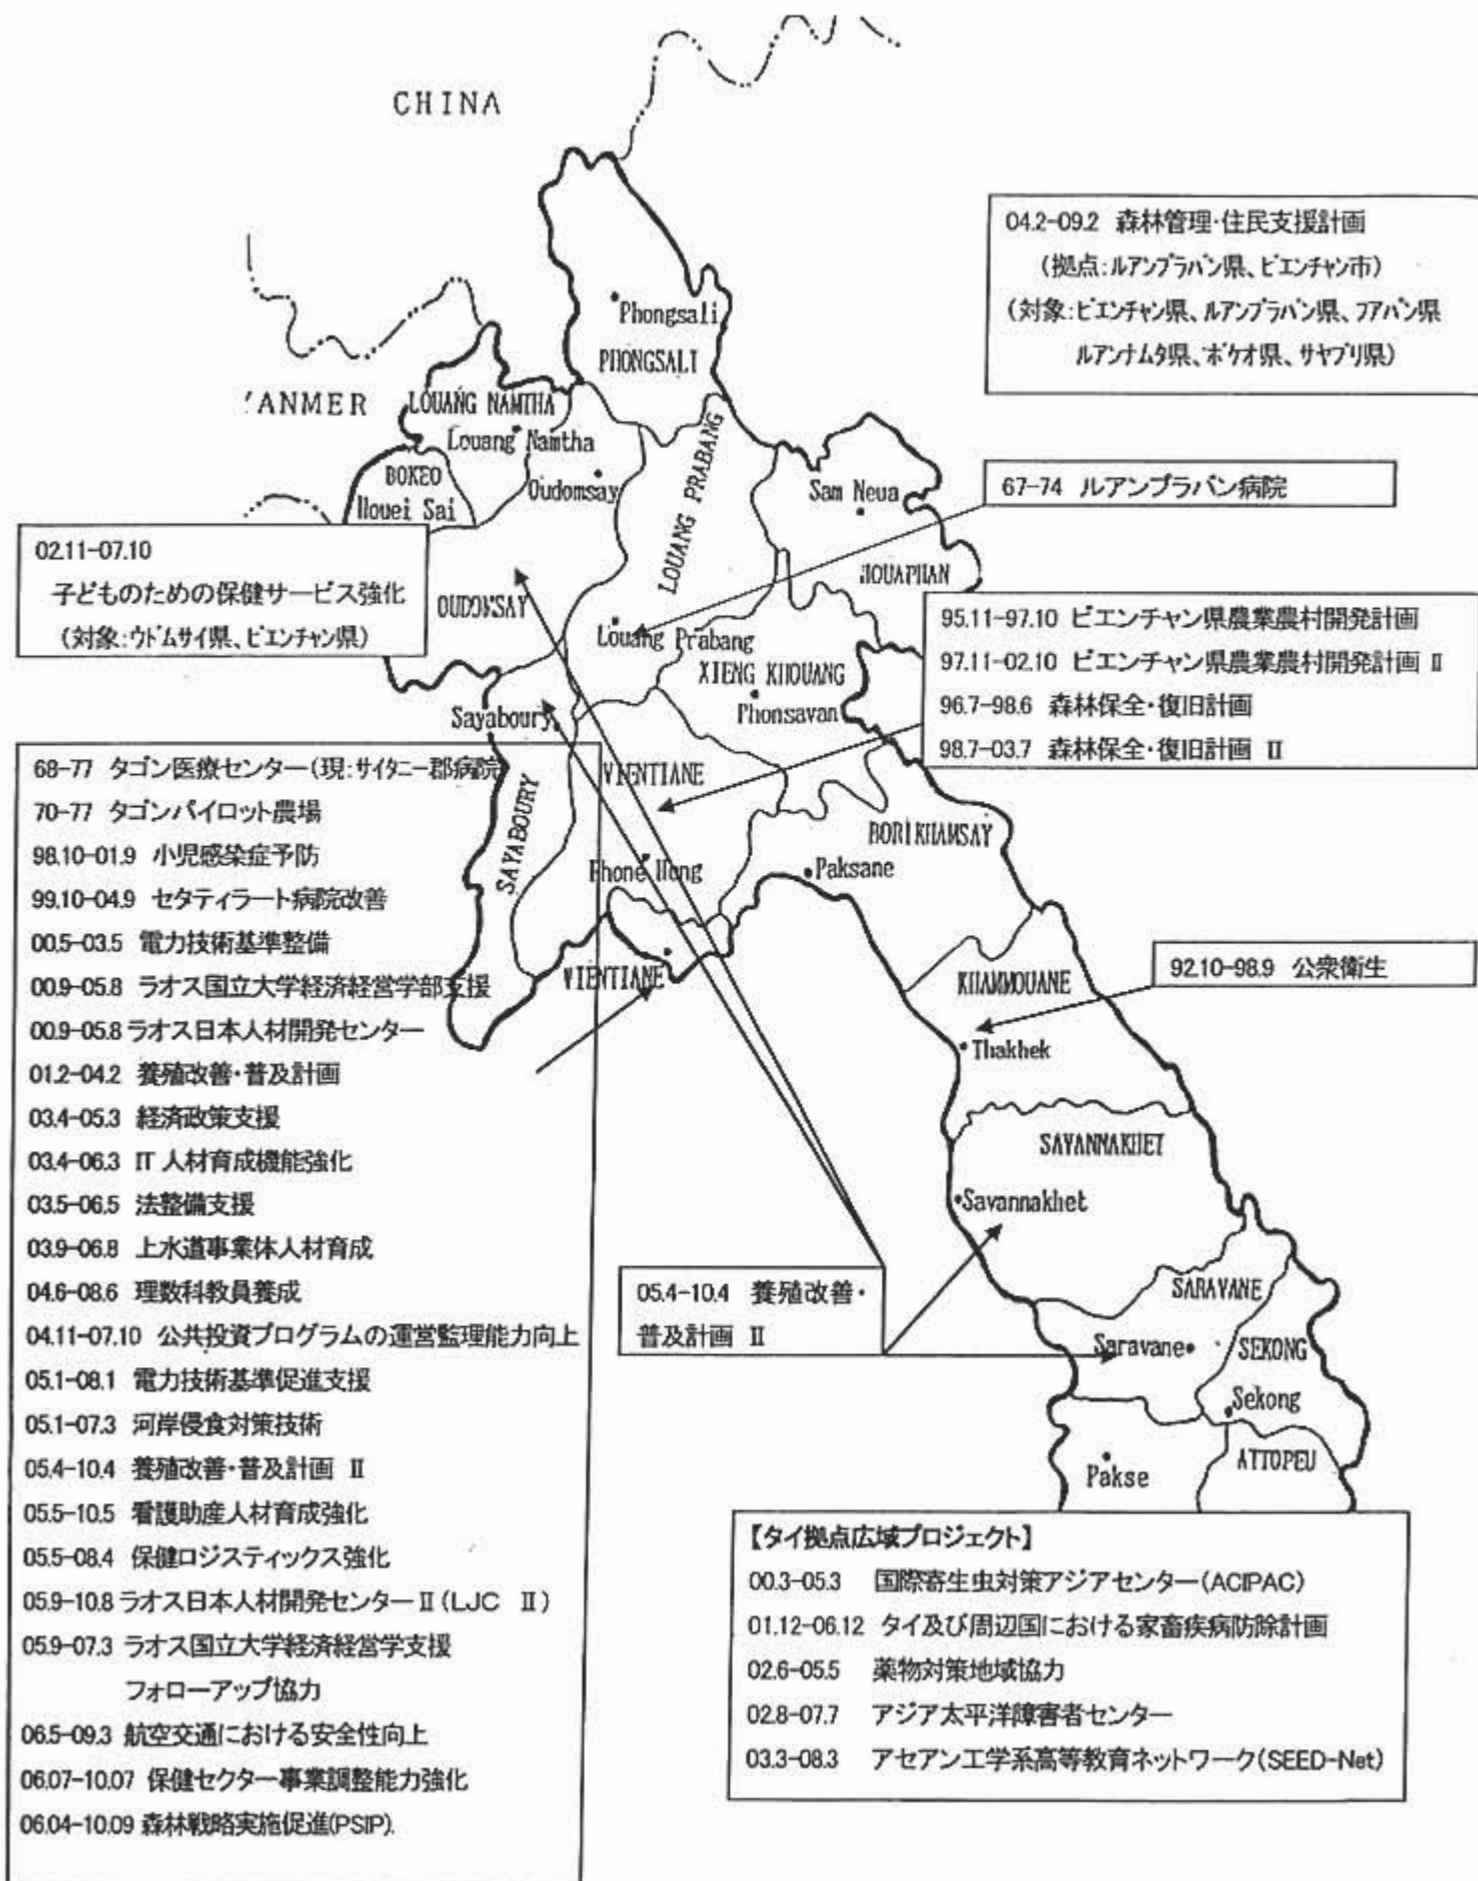 CHINA
04.2-09.2 森林管理・住民支援計画
(拠点:ルアンプラバン県、ビエンチャン市)
(対象:ビエンチャン県、ルアンプラバン県、フアパン県
ルアンナムタ県、ボケオ県、サヤブリ県)
Phongsali
PHONGSALI
'ANMER
LOUANG NAMTHA
Louang Namtha
BOKEO
Houei Sai
Oudomsay
LOUANG PRABANG
Sam Neua
67-74 ルアンプラバン病院
02.11-07.10
子どものための保健サービス強化
(対象:ウドムサイ県、ビエンチャン県)
OUDOMSAY
HOUAPHAN
Louang Prabang
XIENG KHOUANG
Phonsavan
95.11-97.10 ビエンチャン県農業農村開発計画
97.11-02.10 ビエンチャン県農業農村開発計画 II
96.7-98.6 森林保全・復旧計画
98.7-03.7 森林保全・復旧計画 II
Sayaboury
SAYABOURY
VIENTIANE
BORIKHAMSAY
Phone Hong
Paksane
VIENTIANE
68-77 タゴン医療センター(現:サイタニー郡病院
70-77 タゴンパイロット農場
98.10-01.9 小児感染症予防
99.10-04.9 セタティラート病院改善
00.5-03.5 電力技術基準整備
00.9-05.8 ラオス国立大学経済経営学部支援
00.9-05.8 ラオス日本人材開発センター
01.2-04.2 養殖改善・普及計画
03.4-05.3 経済政策支援
03.4-06.3 IT 人材育成機能強化
03.5-06.5 法整備支援
03.9-06.8 上水道事業体人材育成
04.6-08.6 理数科教員養成
04.11-07.10 公共投資プログラムの運営監理能力向上
05.1-08.1 電力技術基準促進支援
05.1-07.3 河岸侵食対策技術
05.4-10.4 養殖改善・普及計画 II
05.5-10.5 看護助産人材育成強化
05.5-08.4 保健ロジスティックス強化
05.9-10.8 ラオス日本人材開発センター II (LJC II)
05.9-07.3 ラオス国立大学経済経営学支援
フォローアップ協力
06.5-09.3 航空交通における安全性向上
06.07-10.07 保健セクター事業調整能力強化
06.04-10.09 森林戦略実施促進(PSIP).
92.10-98.9 公衆衛生
KHAMMOUANE
Thakhek
SAVANNAKHET
Savannakhet
05.4-10.4 養殖改善・
普及計画 II
SARAVANE
Saravane
SEKONG
Sekong
Pakse
ATTOPEU
【タイ拠点広域プロジェクト】
00.3-05.3 国際寄生虫対策アジアセンター(ACIPAC)
01.12-06.12 タイ及び周辺国における家畜疾病防除計画
02.6-05.5 薬物対策地域協力
02.8-07.7 アジア太平洋障害者センター
03.3-08.3 アセアン工学系高等教育ネットワーク(SEED-Net)